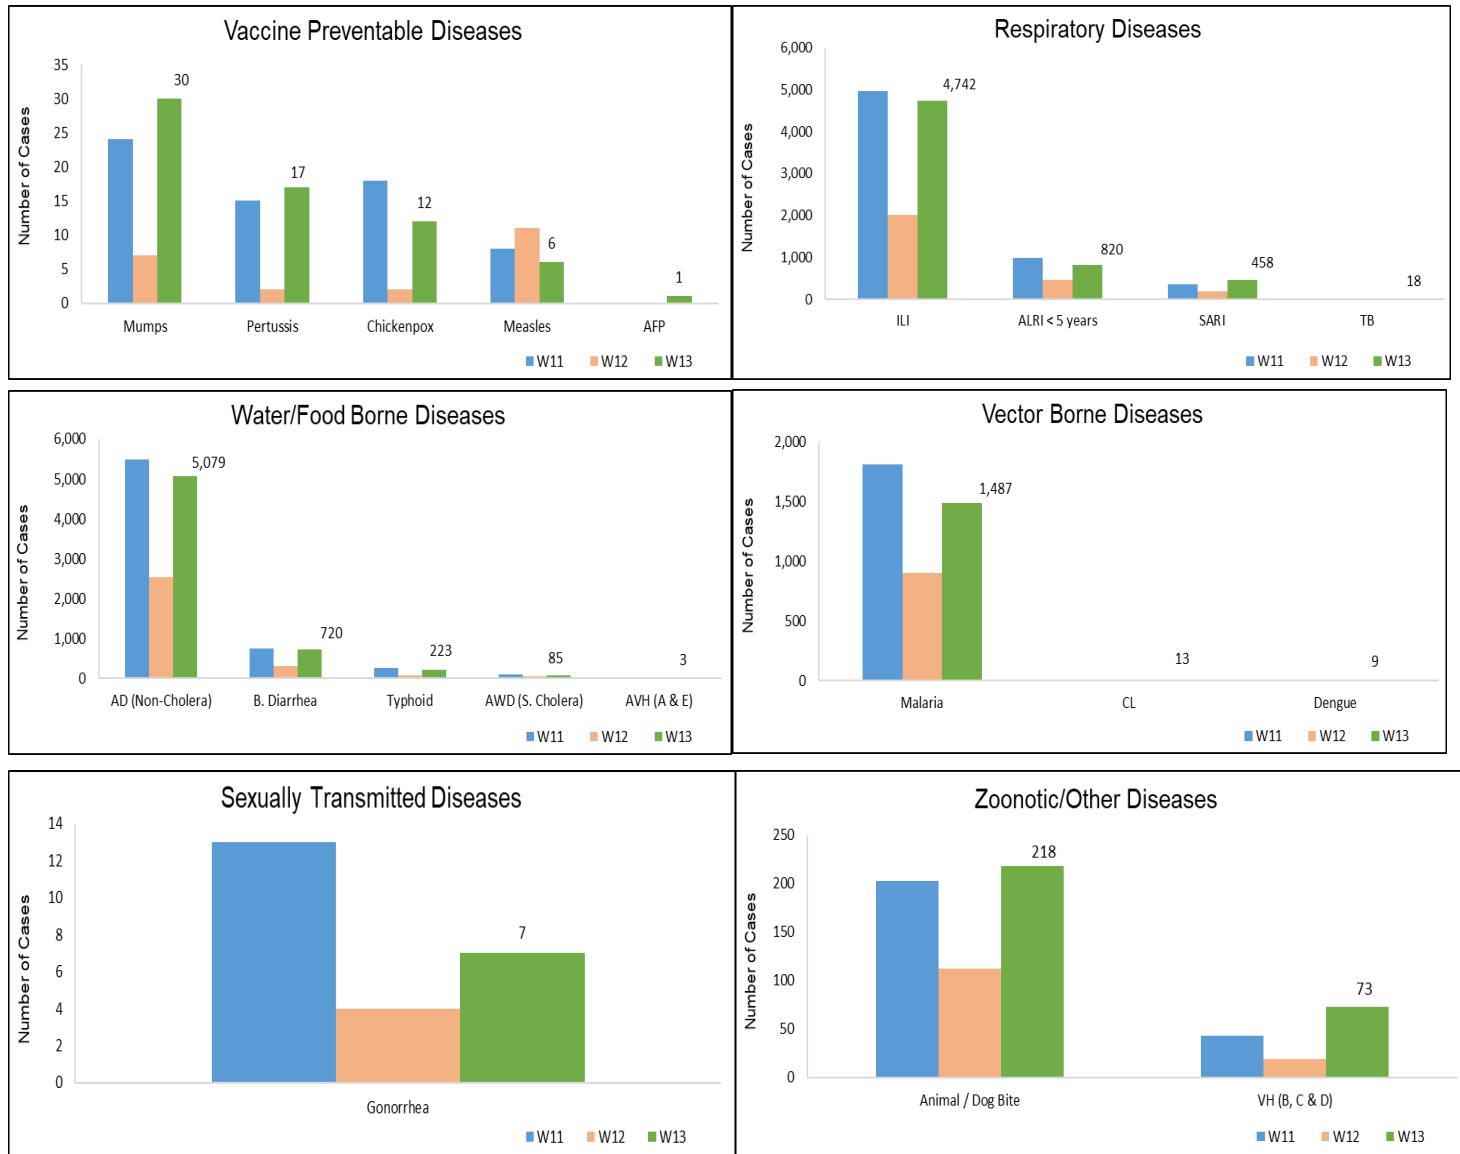 Vaccine Preventable Diseases
Number of Cases
35
30
25
20
15
10
5
0
30
17
12
6
1
Mumps Pertussis Chickenpox Measles AFP
W11 W12 W13
Respiratory Diseases
Number of Cases
6,000
5,000
4,000
3,000
2,000
1,000
0
4,742
820
458
18
ILI ALRI < 5 years SARI TB
W11 W12 W13
Water/Food Borne Diseases
Number of Cases
6,000
5,000
4,000
3,000
2,000
1,000
0
5,079
720
223
85
3
AD (Non-Cholera) B. Diarrhea Typhoid AWD (S. Cholera) AVH (A & E)
W11 W12 W13
Vector Borne Diseases
Number of Cases
2,000
1,500
1,000
500
0
1,487
13
9
Malaria CL Dengue
W11 W12 W13
Sexually Transmitted Diseases
Number of Cases
14
12
10
8
6
4
2
0
7
Gonorrhea
W11 W12 W13
Zoonotic/Other Diseases
Number of Cases
250
200
150
100
50
0
218
73
Animal / Dog Bite VH (B, C & D)
W11 W12 W13